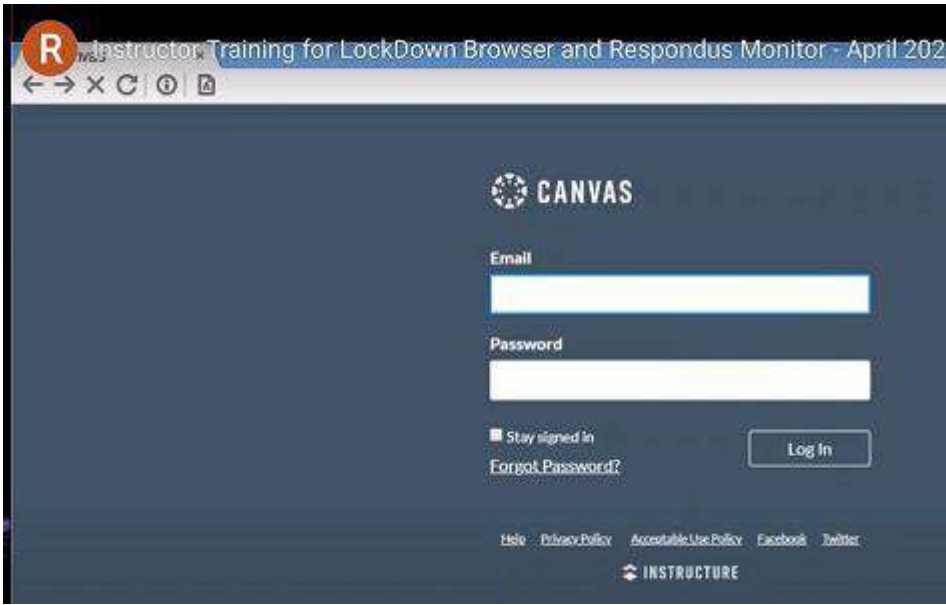 R Instructor Training for LockDown Browser and Respondus Monitor - April 202
CANVAS
Email
Password
Stay signed in
Log In
Forgot Password?
Help Privacy Policy Acceptable Use Policy Facebook Twitter
INSTRUCTURE